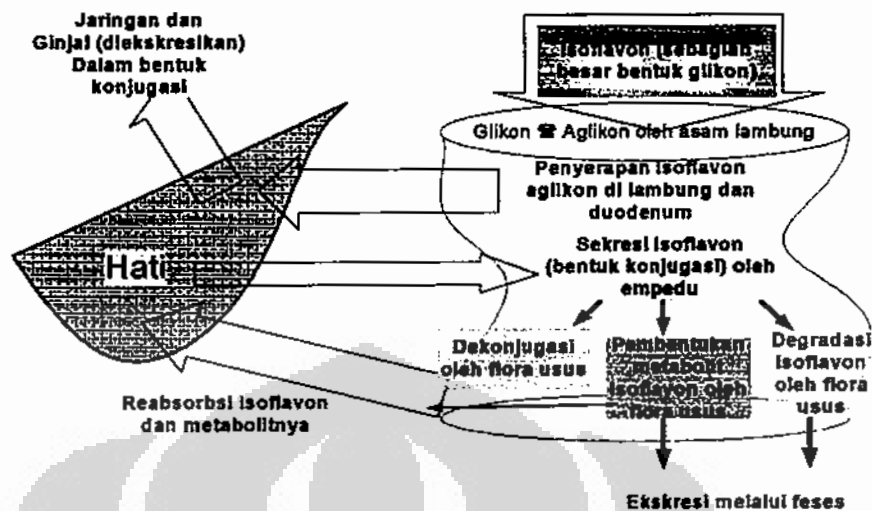 Jaringan dan
Ginjal (diekskresikan)
Dalam bentuk
konjugasi
Isoflavon (sebagian
besar bentuk glikon)
Glikon ☎ Aglikon oleh asam lambung
Penyerapan isoflavon
aglikon di lambung dan
duodenum
Sekresi isoflavon
(bentuk konjugasi) oleh
empedu
Hati
Dekonjugasi
oleh flora usus
Pembentukan
metabolit
isoflavon oleh
flora usus
Degradasi
isoflavon
oleh flora
usus
Reabsorbsi isoflavon
dan metabolitnya
Ekskresi melalui feses